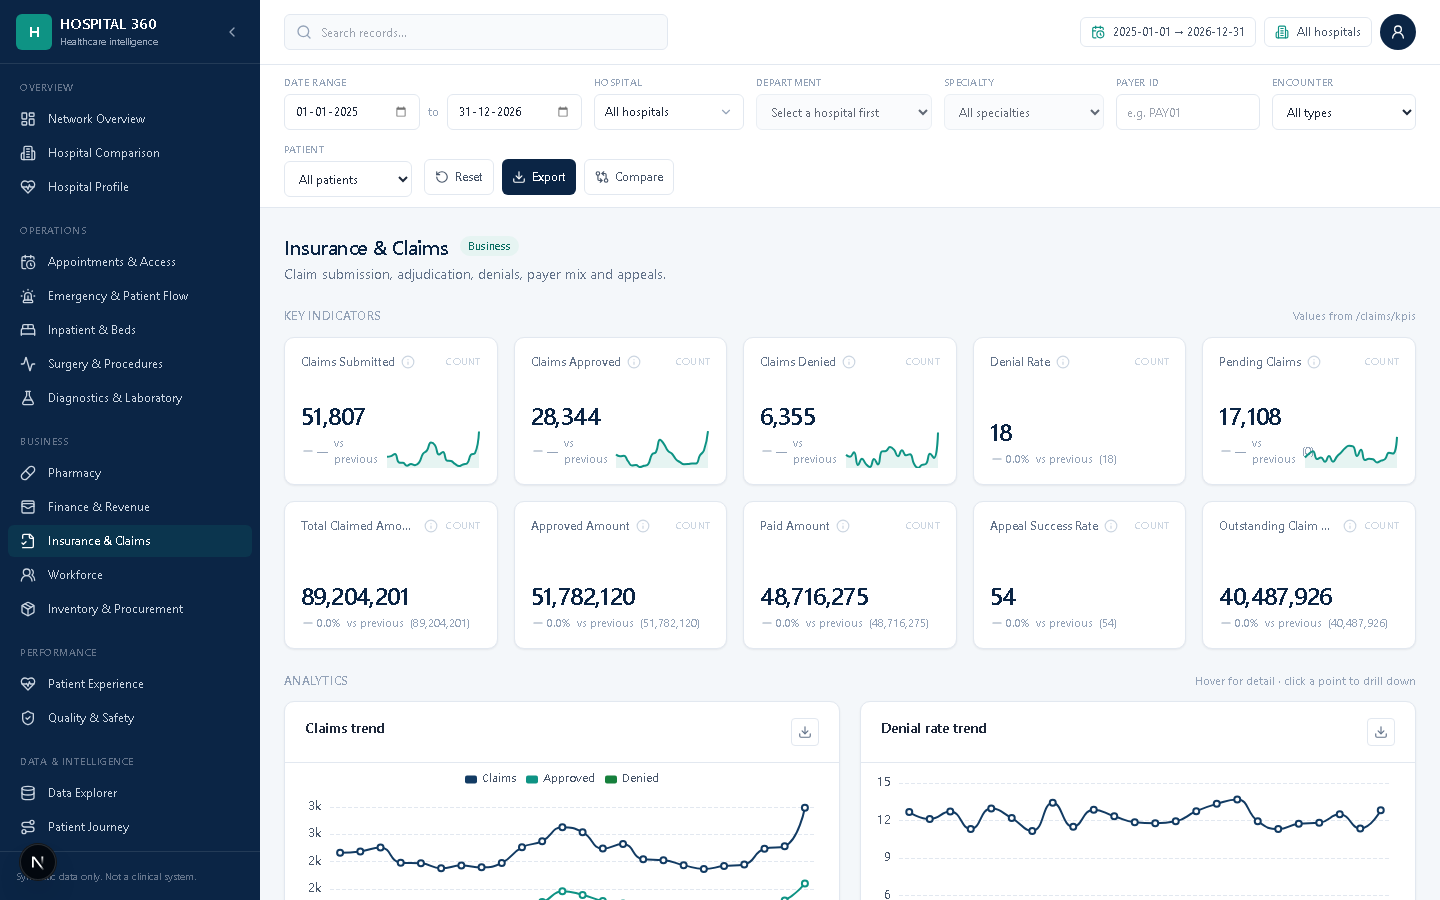 H
HOSPITAL 360
Healthcare intelligence
OVERVIEW
Network Overview
Hospital Comparison
Hospital Profile
OPERATIONS
Appointments & Access
Emergency & Patient Flow
Inpatient & Beds
Surgery & Procedures
Diagnostics & Laboratory
BUSINESS
Pharmacy
Finance & Revenue
Insurance & Claims
Workforce
Inventory & Procurement
PERFORMANCE
Patient Experience
Quality & Safety
DATA & INTELLIGENCE
Data Explorer
Patient Journey
N
data only. Not a clinical system.
Search records...
2025-01-01 → 2026-12-31
All hospitals
DATE RANGE
HOSPITAL
DEPARTMENT
SPECIALTY
PAYER ID
ENCOUNTER
01-01-2025 to 31-12-2026
All hospitals
Select a hospital first
All specialties
e.g. PAY01
All types
PATIENT
All patients
Reset
Export
Compare
Insurance & Claims
Business
Claim submission, adjudication, denials, payer mix and appeals.
KEY INDICATORS
Values from /claims/kpis
Claims Submitted COUNT
51,807
— — vs previous
Claims Approved COUNT
28,344
— — vs previous
Claims Denied COUNT
6,355
— — vs previous
Denial Rate COUNT
18
— 0.0% vs previous (18)
Pending Claims COUNT
17,108
— — vs previous (0)
Total Claimed Amo... COUNT
89,204,201
— 0.0% vs previous (89,204,201)
Approved Amount COUNT
51,782,120
— 0.0% vs previous (51,782,120)
Paid Amount COUNT
48,716,275
— 0.0% vs previous (48,716,275)
Appeal Success Rate COUNT
54
— 0.0% vs previous (54)
Outstanding Claim ... COUNT
40,487,926
— 0.0% vs previous (40,487,926)
ANALYTICS
Hover for detail · click a point to drill down
Claims trend
Claims Approved Denied
3k
3k
2k
2k
Denial rate trend
15
12
9
6